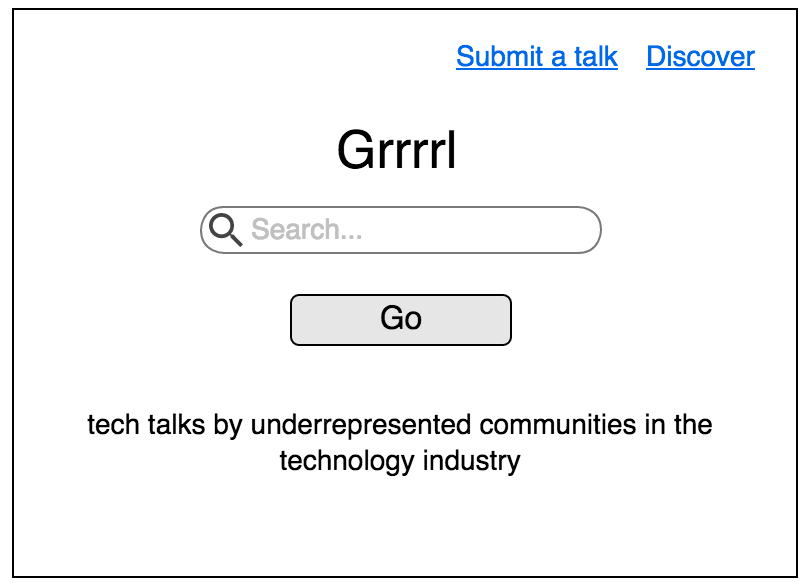 Submit a talk Discover
Grrrrl
Search...
Go
tech talks by underrepresented communities in the
technology industry